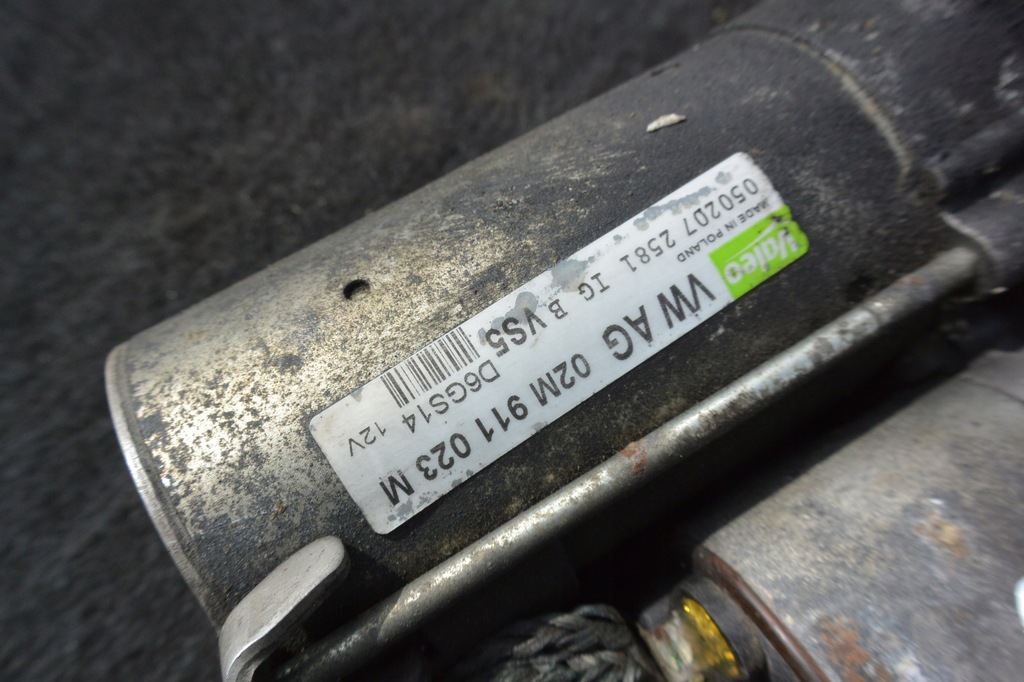 Valeo
VW AG 02M 911 023 M
MADE IN POLAND
VS5 D6GS14 12V
050207 2581 IG B